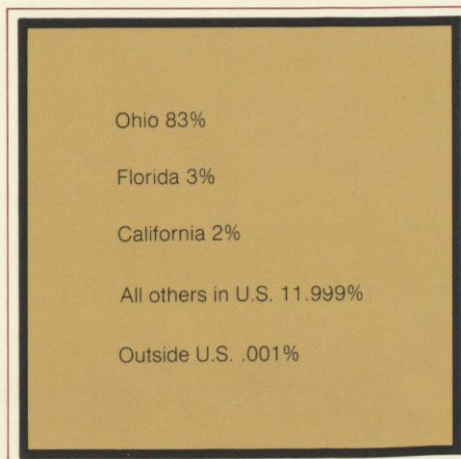 Ohio 83%
Florida 3%
California 2%
All others in U.S. 11.999%
Outside U.S. .001%